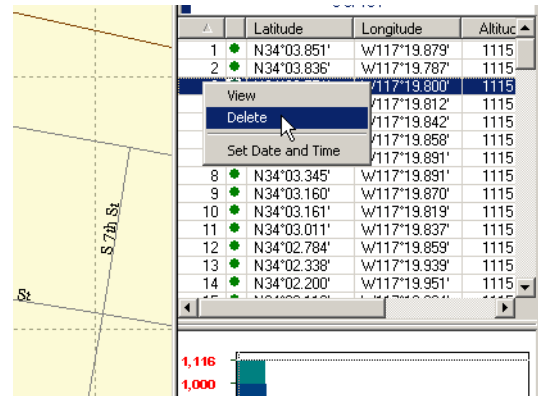 Latitude Longitude Altituc
1 N34°03.851' W117°19.879' 1115
2 N34°03.836' W117°19.787' 1115
W117°19.800' 1115
View /117°19.812' 1115
Delete /117°19.842' 1115
/117°19.858' 1115
Set Date and Time /117°19.891' 1115
8 N34°03.345' W117°19.891' 1115
9 N34°03.160' W117°19.870' 1115
10 N34°03.161' W117°19.819' 1115
11 N34°03.011' W117°19.837' 1115
12 N34°02.784' W117°19.859' 1115
13 N34°02.338' W117°19.939' 1115
14 N34°02.200' W117°19.951' 1115
S 7th St
St
1,116
1,000